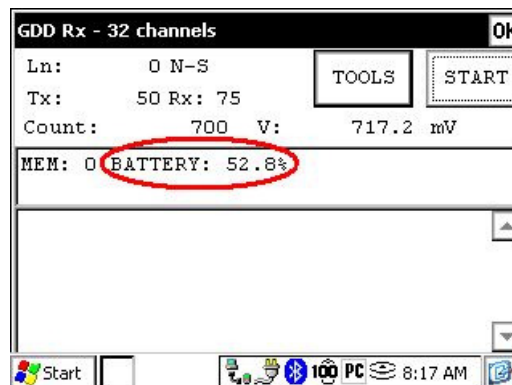 GDD Rx - 32 channels OK
Ln: 0 N-S
Tx: 50 Rx: 75
TOOLS START
Count: 700 V: 717.2 mV
MEM: 0 BATTERY: 52.8%
Start 100 PC 8:17 AM